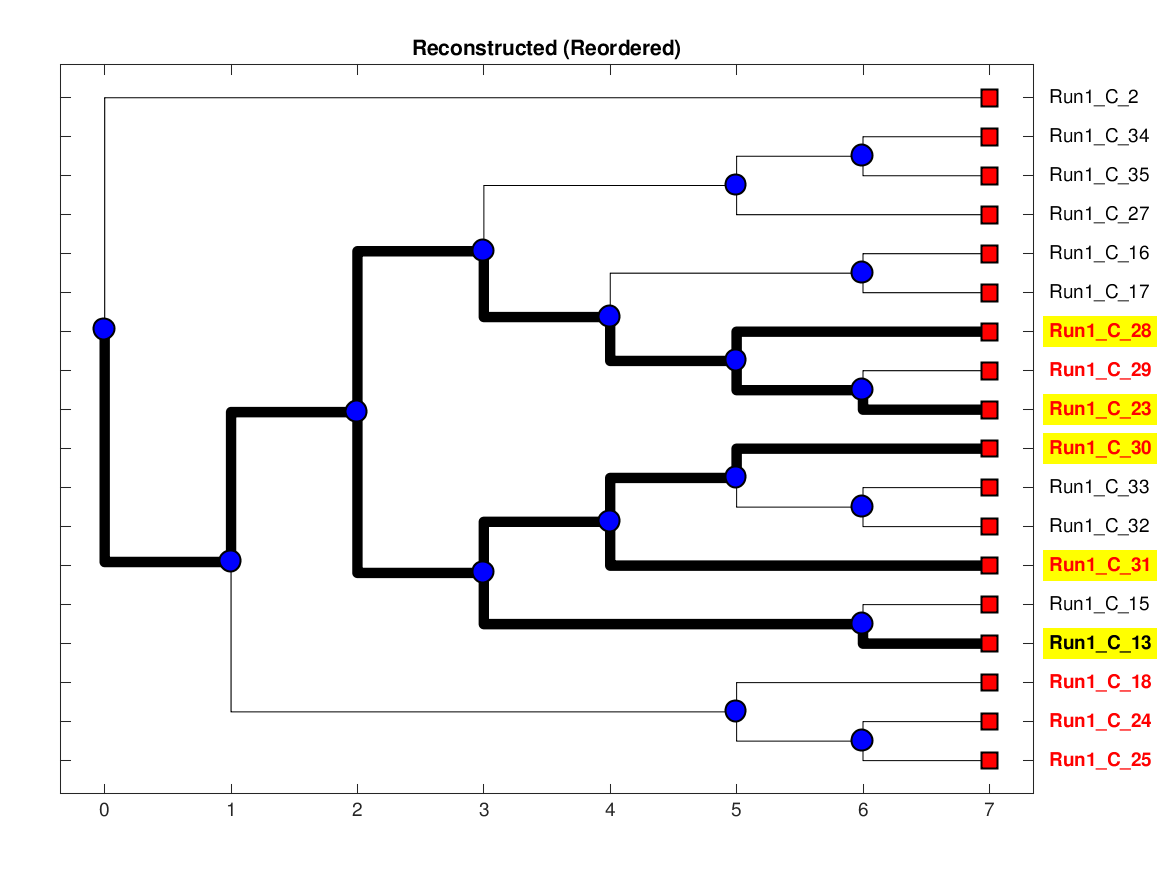 Reconstructed (Reordered)
Run1_C_2
Run1_C_34
Run1_C_35
Run1_C_27
Run1_C_16
Run1_C_17
Run1_C_28
Run1_C_29
Run1_C_23
Run1_C_30
Run1_C_33
Run1_C_32
Run1_C_31
Run1_C_15
Run1_C_13
Run1_C_18
Run1_C_24
Run1_C_25
0 1 2 3 4 5 6 7